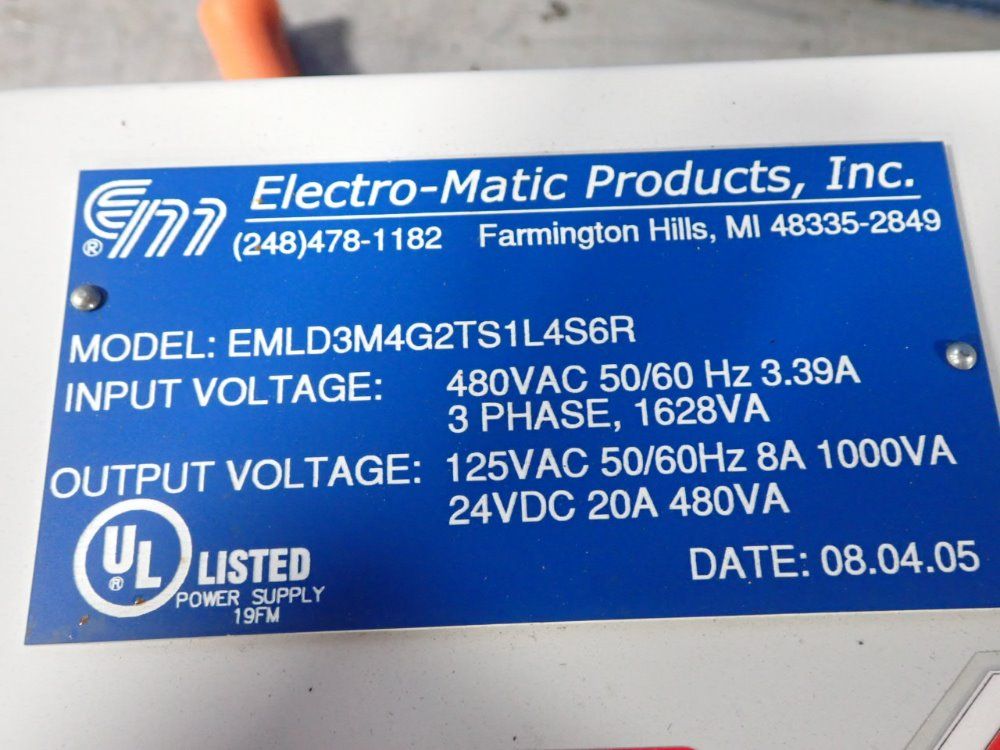 EM Electro-Matic Products, Inc.
® (248)478-1182 Farmington Hills, MI 48335-2849
MODEL: EMLD3M4G2TS1L4S6R
INPUT VOLTAGE: 480VAC 50/60 Hz 3.39A
3 PHASE, 1628VA
OUTPUT VOLTAGE: 125VAC 50/60Hz 8A 1000VA
24VDC 20A 480VA
UL ® LISTED
POWER SUPPLY
19FM
DATE: 08.04.05